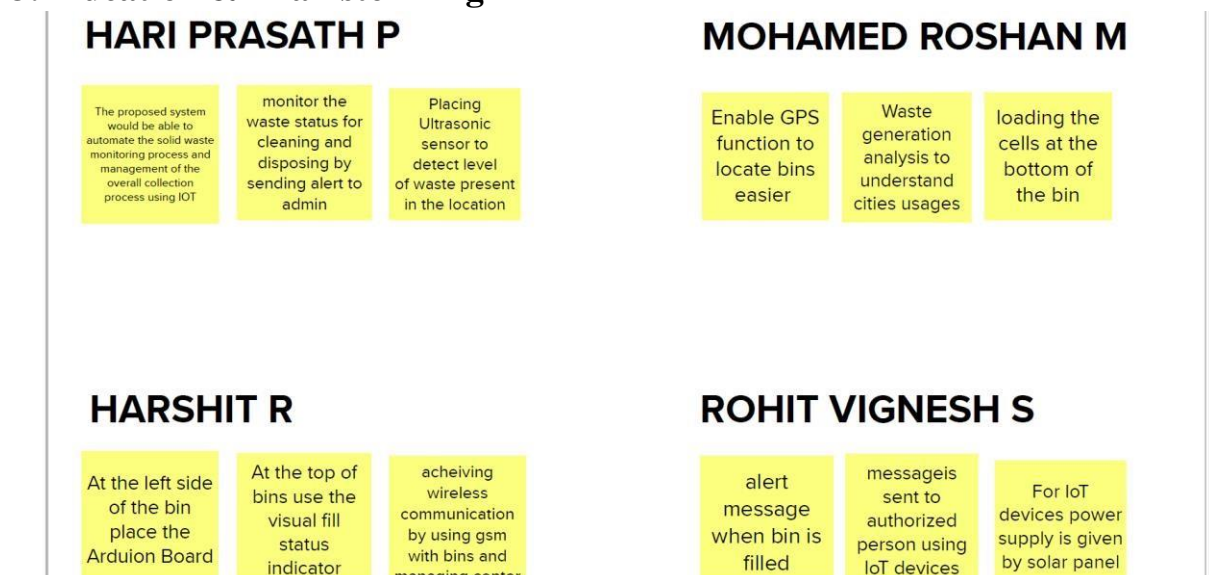 HARI PRASATH P
The proposed system
would be able to
automate the solid waste
monitoring process and
management of the
overall collection
process using IOT
monitor the
waste status for
cleaning and
disposing by
sending alert to
admin
Placing
Ultrasonic
sensor to
detect level
of waste present
in the location
MOHAMED ROSHAN M
Enable GPS
function to
locate bins
easier
Waste
generation
analysis to
understand
cities usages
loading the
cells at the
bottom of
the bin
HARSHIT R
At the left side
of the bin
place the
Arduion Board
At the top of
bins use the
visual fill
status
indicator
acheiving
wireless
communication
by using gsm
with bins and
ROHIT VIGNESH S
alert
message
when bin is
filled
messageis
sent to
authorized
person using
IoT devices
For IoT
devices power
supply is given
by solar panel